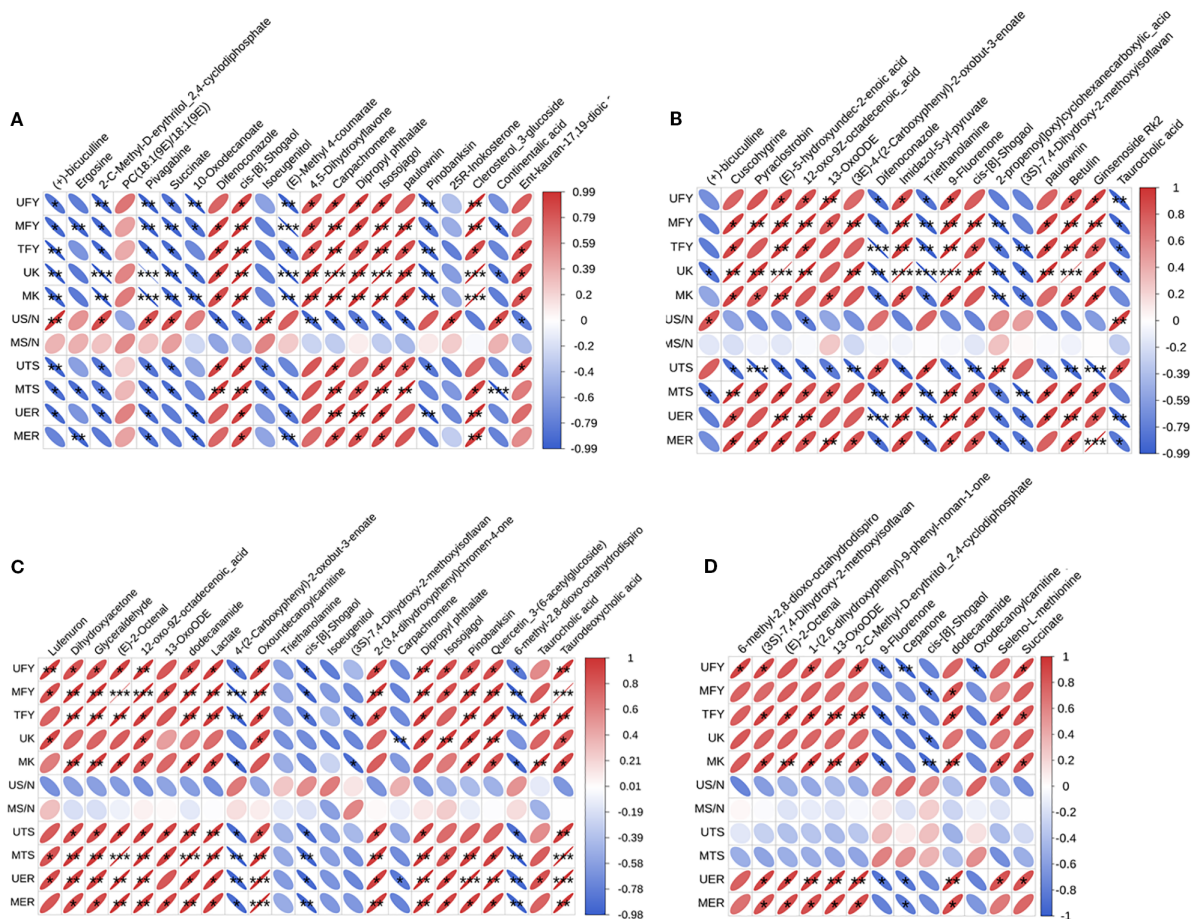 A
(+)-bicuculline
Ergosine
2-C-Methyl-D-erythritol_2,4-cyclodiphosphate
PC(18:1(9E)/18:1(9E))
Pivagabine
Succinate
10-Oxodecanoate
Difenoconazole
cis-[8]-Shogaol
Isoeugenitol
(E)-Methyl 4-coumarate
4,5-Dihydroxyflavone
Carpachromene
Dipropyl phthalate
Isosojagol
paulownin
Pinobanksin
25R-Inokosterone
Clerosterol_3-glucoside
Continentalic acid
Ent-kauran-17,19-dioic
UFY
MFY
TFY
UK
MK
US/N
MS/N
UTS
MTS
UER
MER
0.99
0.79
0.59
0.39
0.2
0
-0.2
-0.4
-0.59
-0.79
-0.99
B
(+)-bicuculline
Cuscohygrine
Pyraclostrobin
(E)-5-hydroxyundec-2-enoic acid
12-oxo-9Z-octadecenoic_acid
13-OxoODE
(3E)-4-(2-Carboxyphenyl)-2-oxobut-3-enoate
Difenoconazole
Imidazol-5-yl-pyruvate
Triethanolamine
9-Fluorenone
cis-[8]-Shogaol
2-propenoyl]oxy]cyclohexanecarboxylic_acid
(3S)-7,4-Dihydroxy-2-methoxyisoflavan
paulownin
Betulin
Ginsenoside Rk2
Taurocholic acid
UFY
MFY
TFY
UK
MK
US/N
MS/N
UTS
MTS
UER
MER
1
0.8
0.6
0.4
0.2
0
-0.19
-0.39
-0.59
-0.79
-0.99
C
Lufenuron
Dihydroxyacetone
Glyceraldehyde
(E)-2-Octenal
12-oxo-9Z-octadecenoic_acid
13-OxoODE
dodecanamide
Lactate
4-(2-Carboxyphenyl)-2-oxobut-3-enoate
Oxoundecanoylcarnitine
Triethanolamine
cis-[8]-Shogaol
Isoeugenitol
(3S)-7,4-Dihydroxy-2-methoxyisoflavan
2-(3,4-dihydroxyphenyl)chromen-4-one
Carpachromene
Dipropyl phthalate
Isosojagol
Pinobanksin
Quercetin_3-(6-acetylglucoside)
6-methyl-2,8-dioxo-octahydrodispiro
Taurocholic acid
Taurodeoxycholic acid
UFY
MFY
TFY
UK
MK
US/N
MS/N
UTS
MTS
UER
MER
1
0.8
0.6
0.41
0.21
0.01
-0.19
-0.39
-0.58
-0.78
-0.98
D
6-methyl-2,8-dioxo-octahydrodispiro
(3S)-7,4-Dihydroxy-2-methoxyisoflavan
(E)-2-Octenal
1-(2,6-dihydroxyphenyl)-9-phenyl-nonan-1-one
13-OxoODE
2-C-Methyl-D-erythritol_2,4-cyclodiphosphate
9-Fluorenone
Cepanone
cis-[8]-Shogaol
dodecanamide
Oxodecanoylcarnitine
Seleno-L-methionine
Succinate
UFY
MFY
TFY
UK
MK
US/N
MS/N
UTS
MTS
UER
MER
1
0.8
0.6
0.4
0.2
0
-0.2
-0.4
-0.6
-0.8
-1